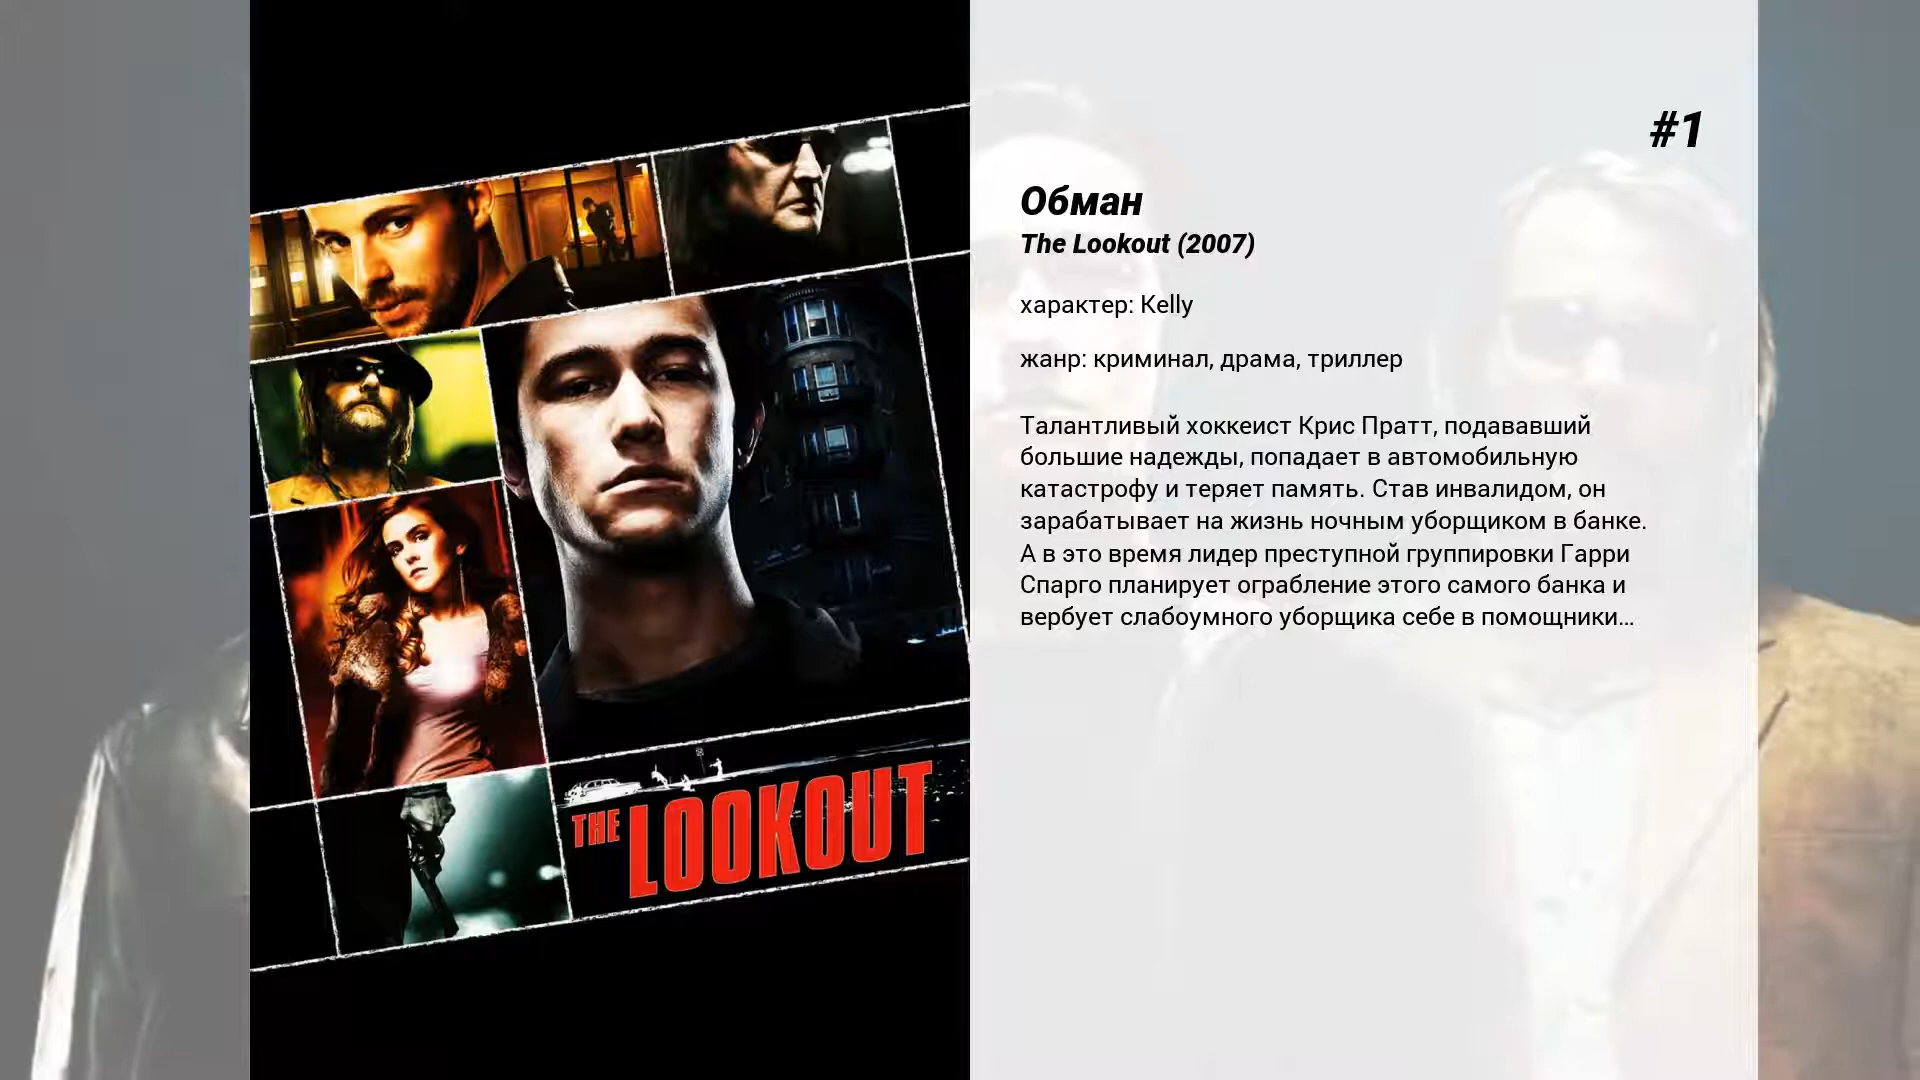 #1
Обман
The Lookout (2007)
характер: Kelly
жанр: криминал, драма, триллер
Талантливый хоккеист Крис Пратт, подававший
большие надежды, попадает в автомобильную
катастрофу и теряет память. Став инвалидом, он
зарабатывает на жизнь ночным уборщиком в банке.
А в это время лидер преступной группировки Гарри
Спарго планирует ограбление этого самого банка и
вербует слабоумного уборщика себе в помощники...
THE LOOKOUT